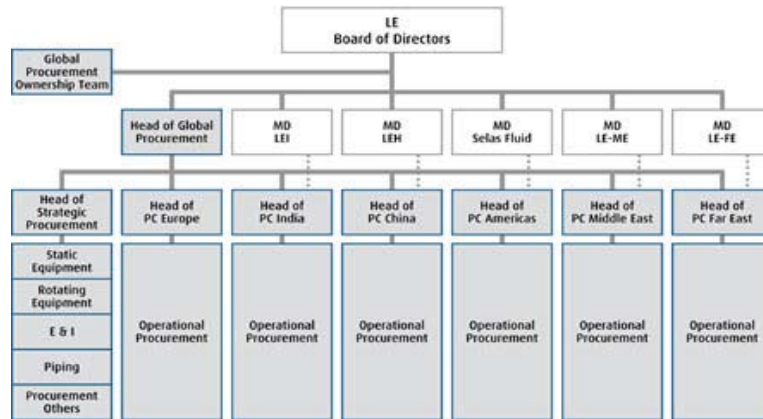 LE
Board of Directors
Global
Procurement
Ownership Team
Head of Global
Procurement
MD
LEI
MD
LEH
MD
Selas Fluid
MD
LE-ME
MD
LE-FE
Head of
Strategic
Procurement
Head of
PC Europe
Head of
PC India
Head of
PC China
Head of
PC Americas
Head of
PC Middle East
Head of
PC Far East
Static
Equipment
Rotating
Equipment
E & I
Piping
Procurement
Others
Operational
Procurement
Operational
Procurement
Operational
Procurement
Operational
Procurement
Operational
Procurement
Operational
Procurement